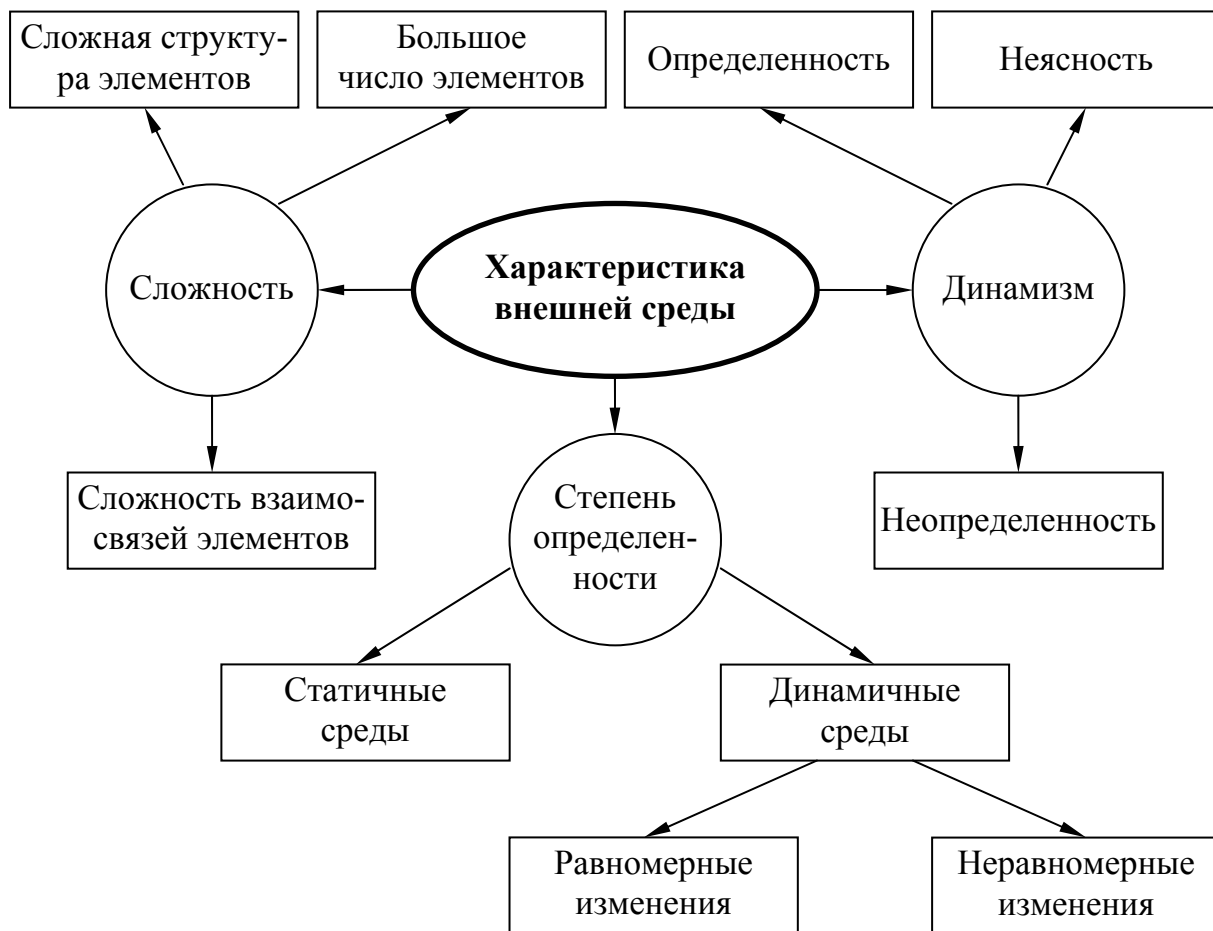 Сложная структу-
ра элементов
Большое
число элементов
Определенность
Неясность
Сложность
Характеристика
внешней среды
Динамизм
Сложность взаимо-
связей элементов
Степень
определен-
ности
Неопределенность
Статичные
среды
Динамичные
среды
Равномерные
изменения
Неравномерные
изменения